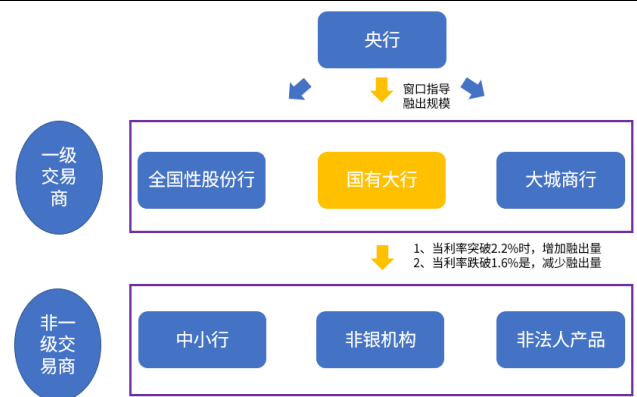 央行
窗口指导
融出规模
一级
交易
商
全国性股份行
国有大行
大城商行
1、当利率突破2.2%时，增加融出量
2、当利率跌破1.6%是，减少融出量
非一
级交
易商
中小行
非银机构
非法人产品